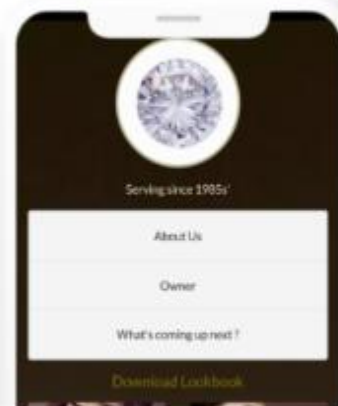 Serving since 1985s'
About Us
Owner
What's coming up next ?
Download Lookbook